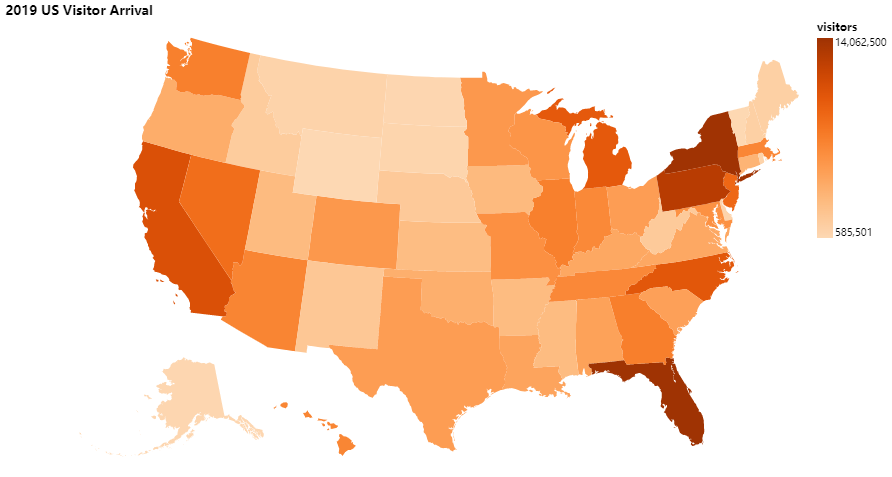 2019 US Visitor Arrival
visitors
14,062,500
585,501